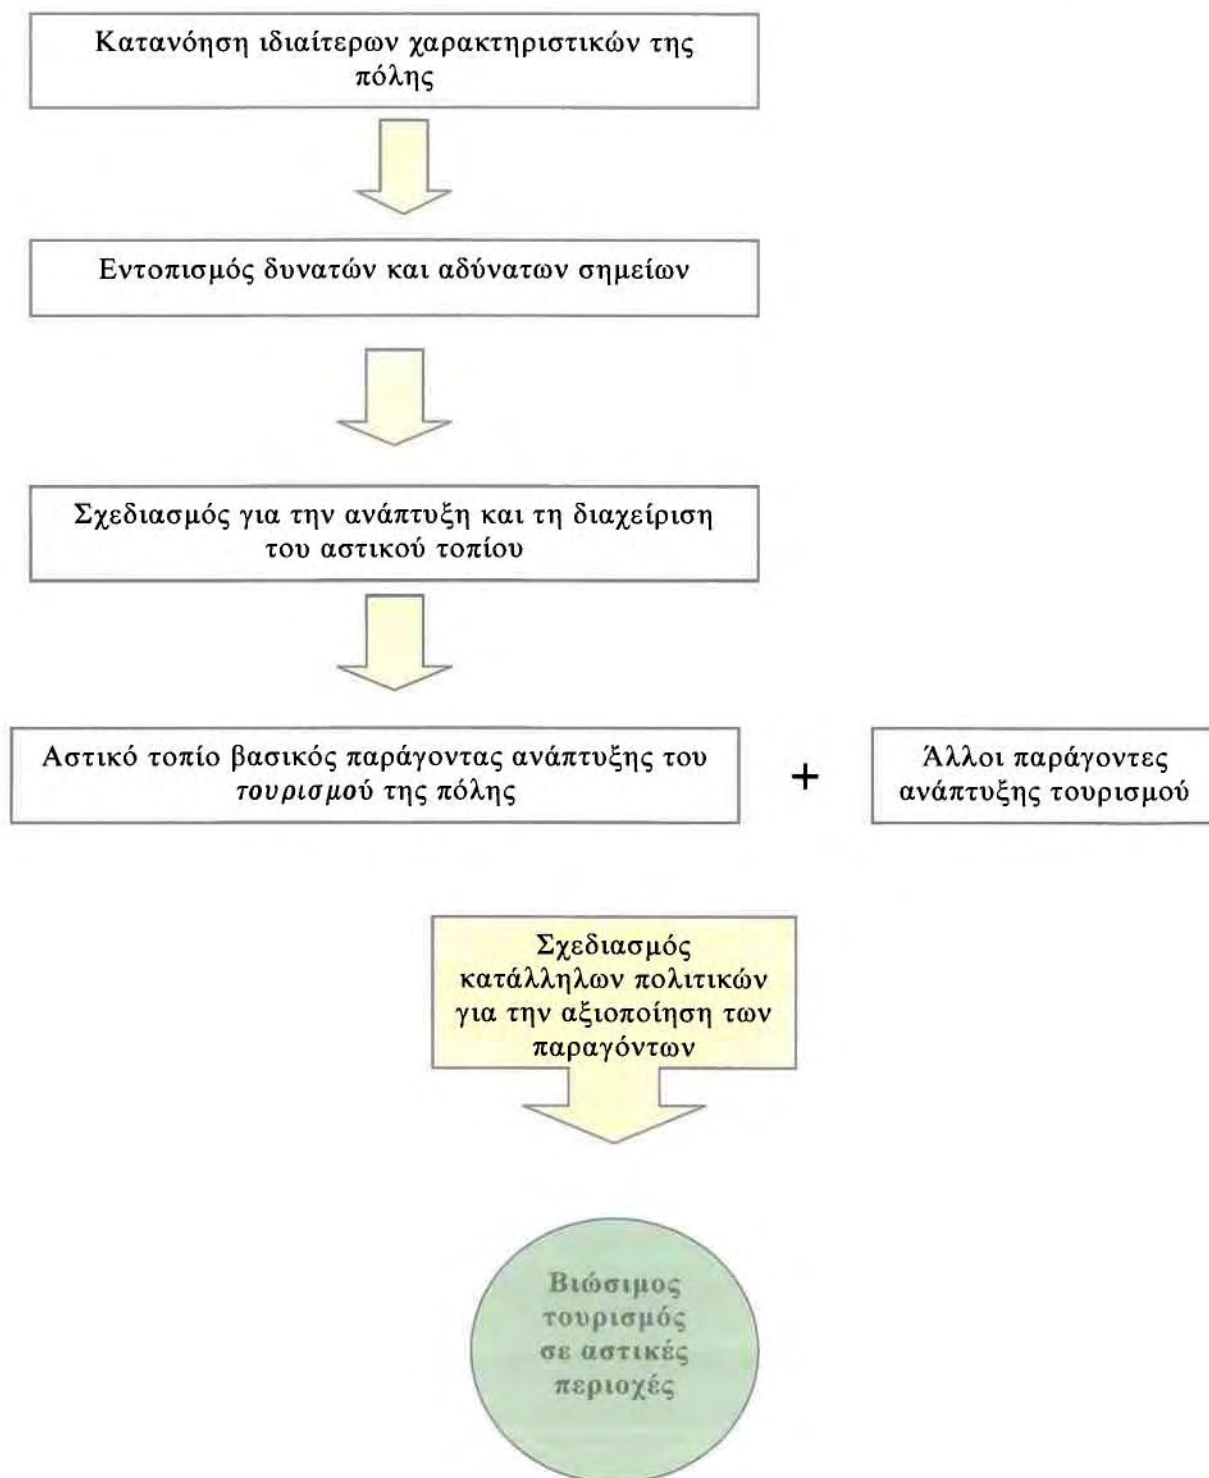 Κατανόηση ιδιαίτερων χαρακτηριστικών της
πόλης
Εντοπισμός δυνατών και αδύνατων σημείων
Σχεδιασμός για την ανάπτυξη και τη διαχείριση
του αστικού τοπίου
Αστικό τοπίο βασικός παράγοντας ανάπτυξης του
τουρισμού της πόλης
+
Άλλοι παράγοντες
ανάπτυξης τουρισμού
Σχεδιασμός
κατάλληλων πολιτικών
για την αξιοποίηση των
παραγόντων
Βιώσιμος
τουρισμός
σε αστικές
περιοχές